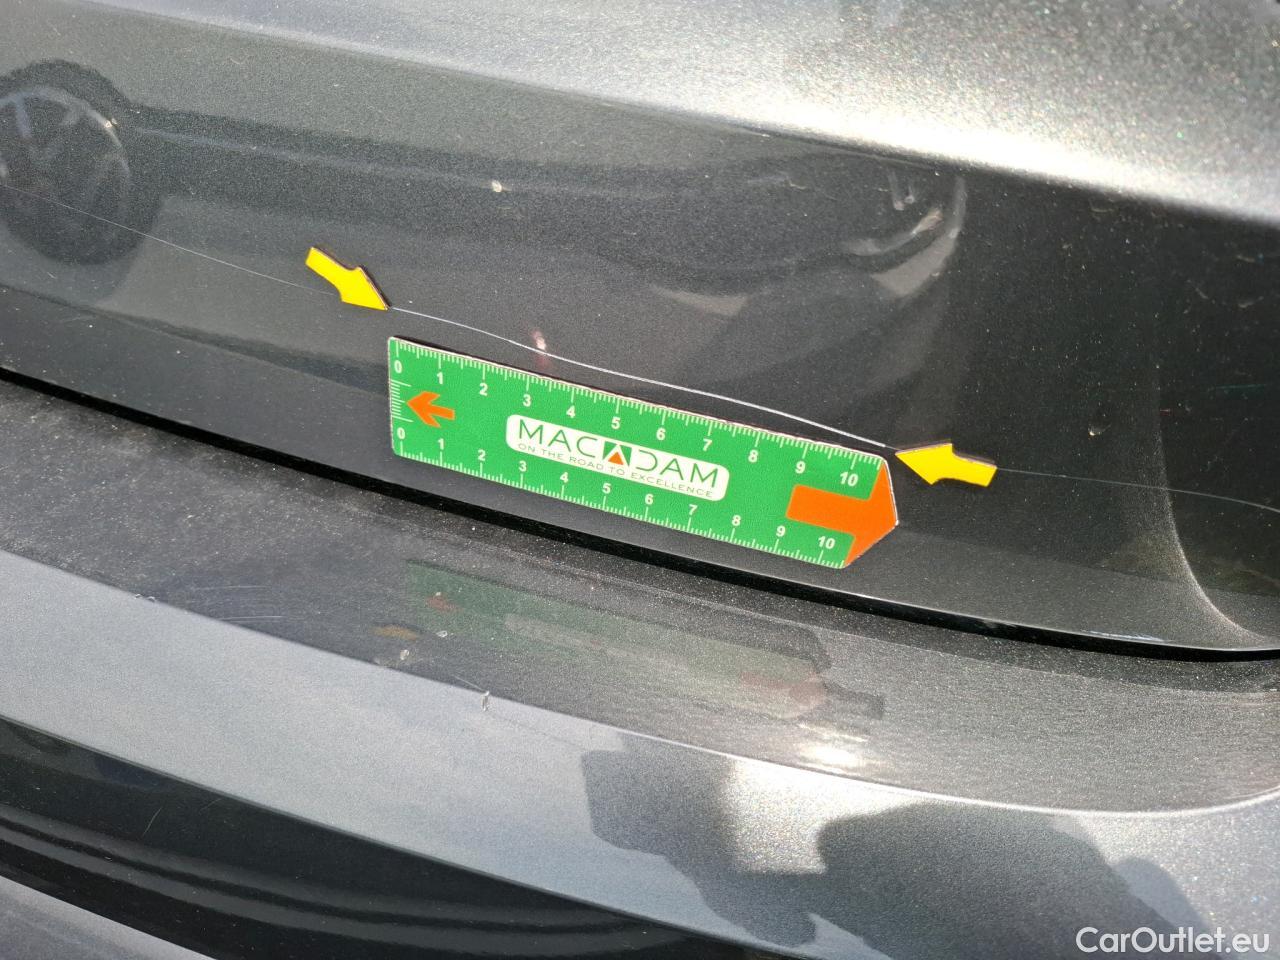 0 1 2 3 4 5 6 7 8 9 10
MACADAM
ON THE ROAD TO EXCELLENCE
0 1 2 3 4 5 6 7 8 9 10
CarOutlet.eu